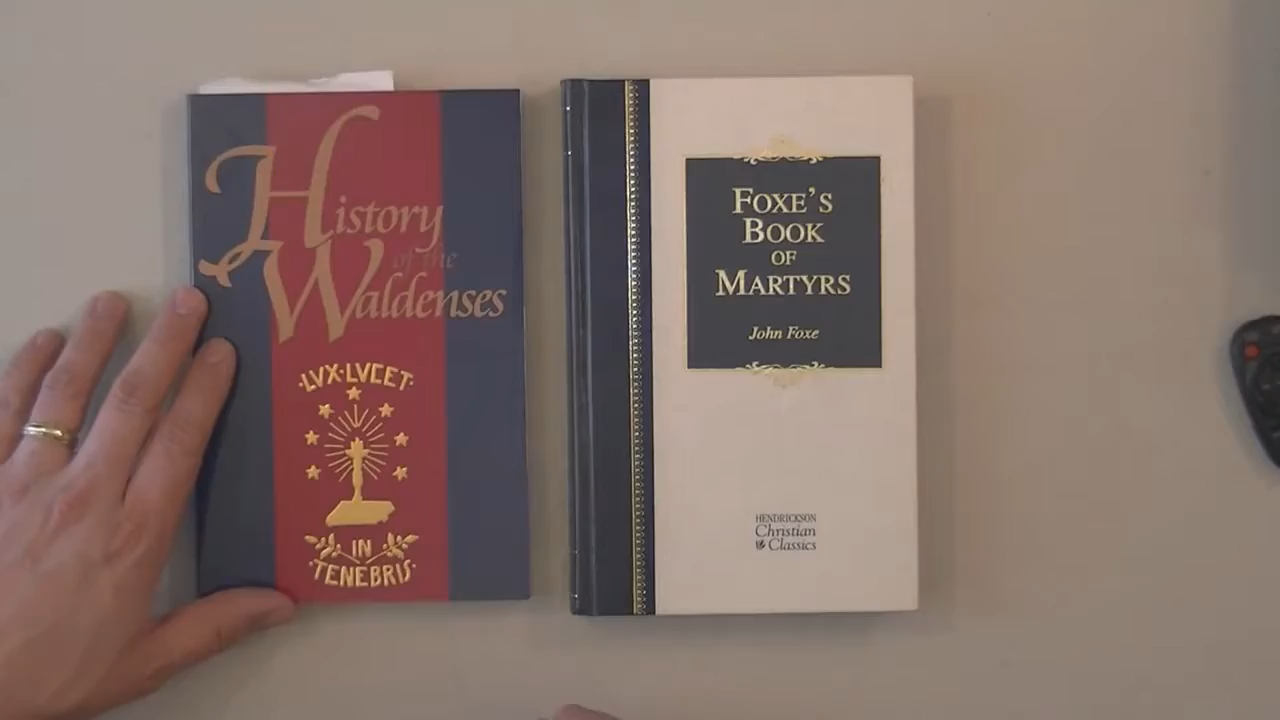 History
of the
Waldenses
·LVX·LVCET·
IN
·TENEBRIS·
FOXE'S
BOOK
OF
MARTYRS
John Foxe
HENDRICKSON
Christian
Classics